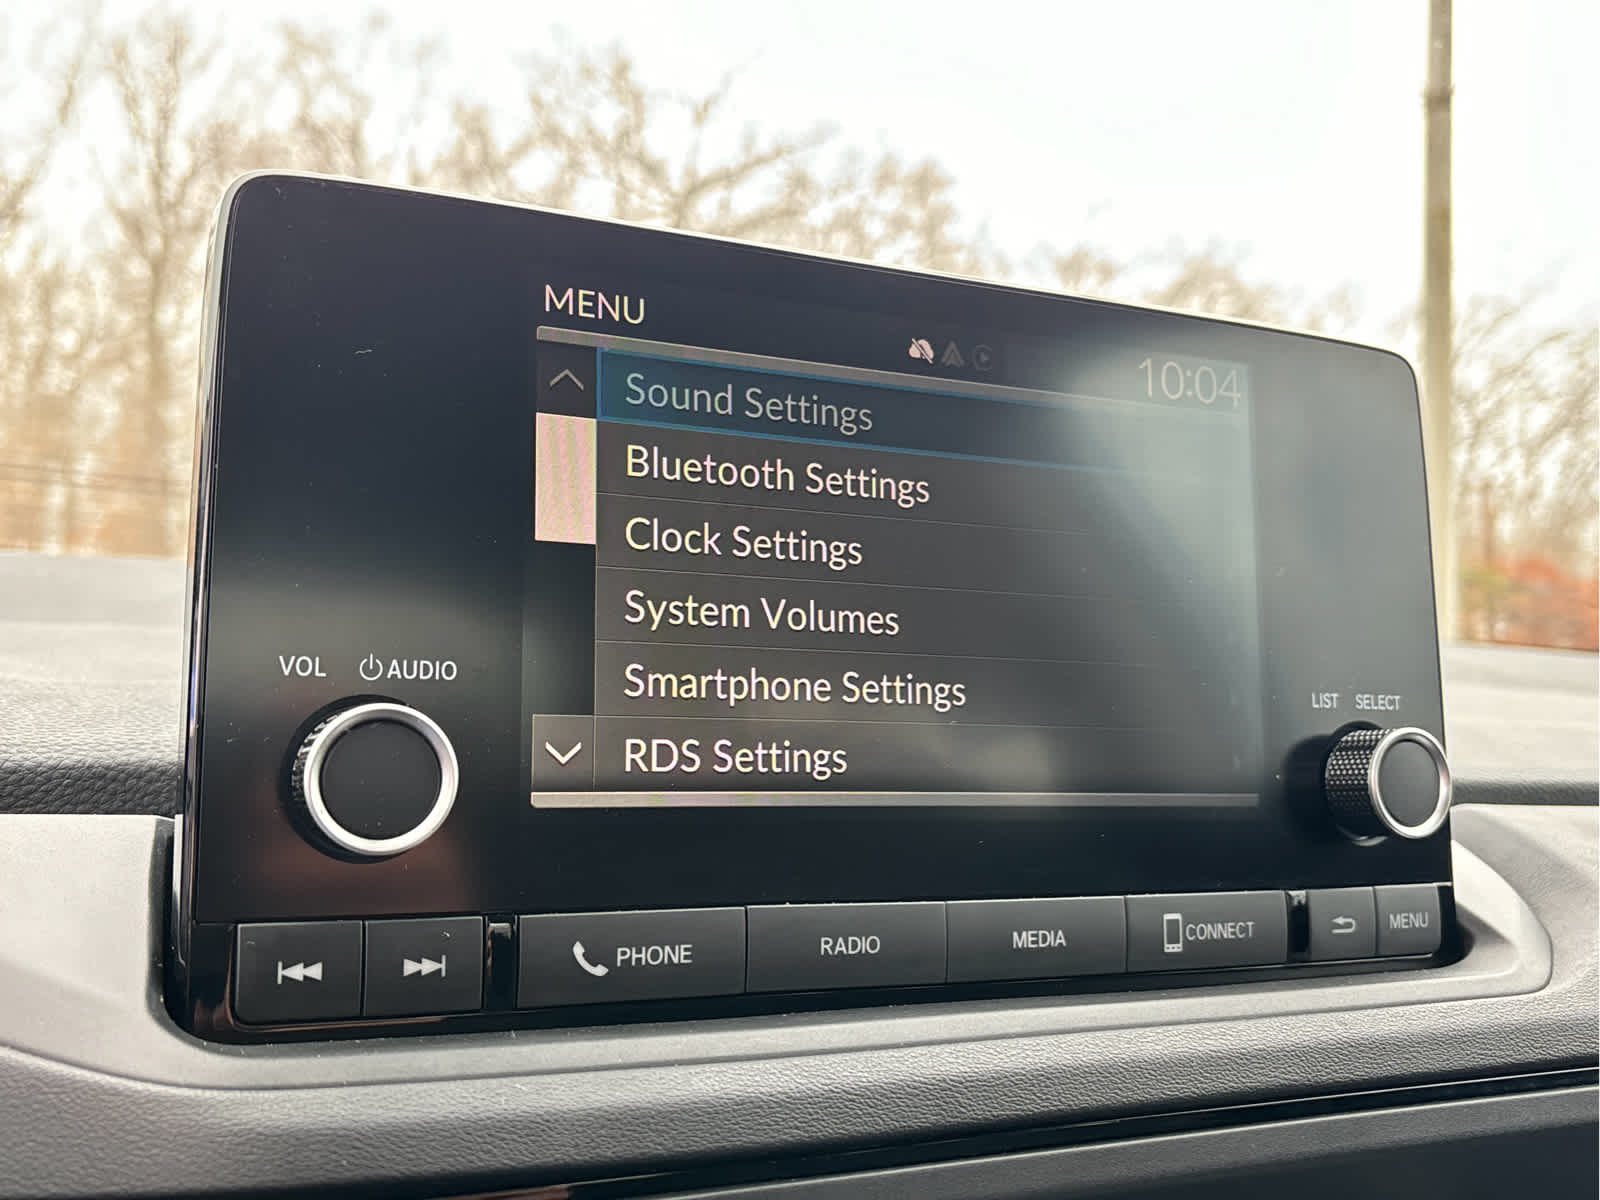 MENU
10:04
Sound Settings
Bluetooth Settings
Clock Settings
System Volumes
Smartphone Settings
RDS Settings
VOL AUDIO
LIST SELECT
PHONE
RADIO
MEDIA
CONNECT
MENU